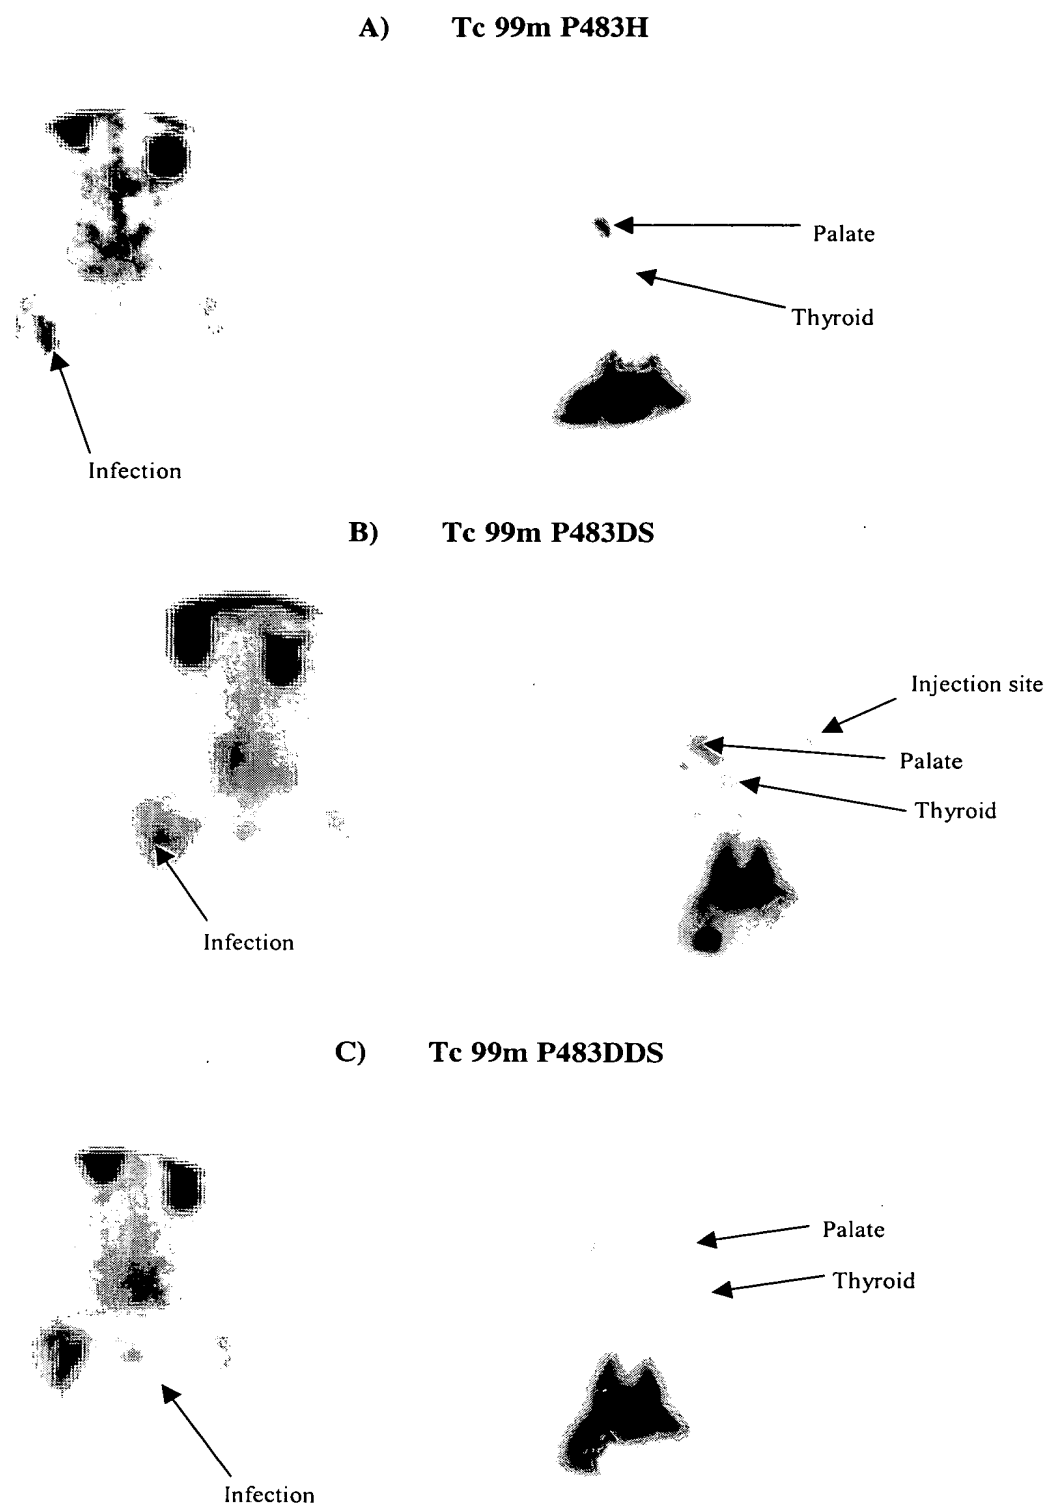 A) Tc 99m P483H
Palate
Thyroid
Infection
B) Tc 99m P483DS
Injection site
Palate
Thyroid
Infection
C) Tc 99m P483DDS
Palate
Thyroid
Infection